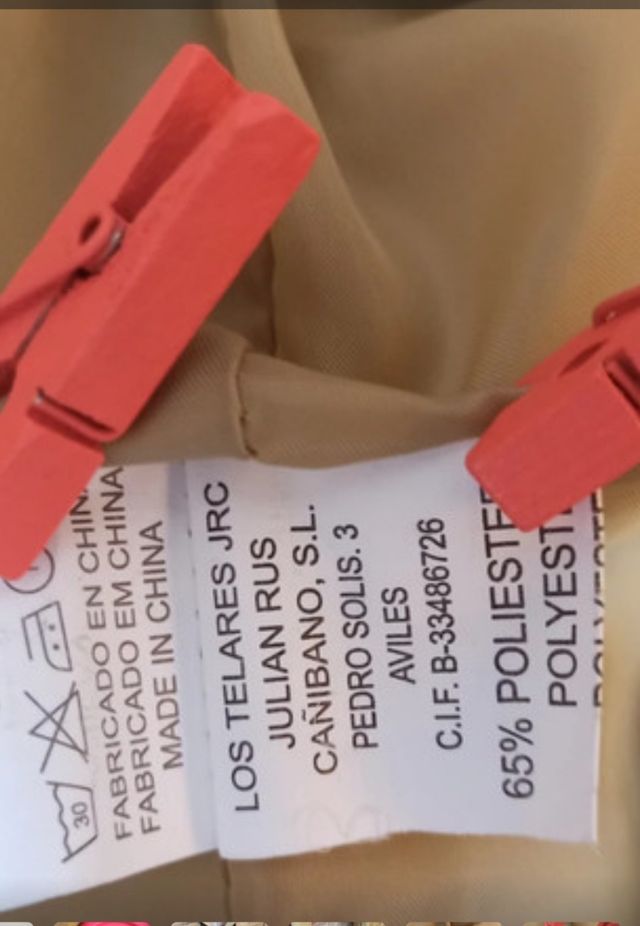 30
FABRICADO EN CHINA
FABRICADO EM CHINA
MADE IN CHINA
LOS TELARES JRC
JULIAN RUS
CAÑIBANO, S.L.
PEDRO SOLIS. 3
AVILES
C.I.F. B-33486726
65% POLIESTE
POLYEST